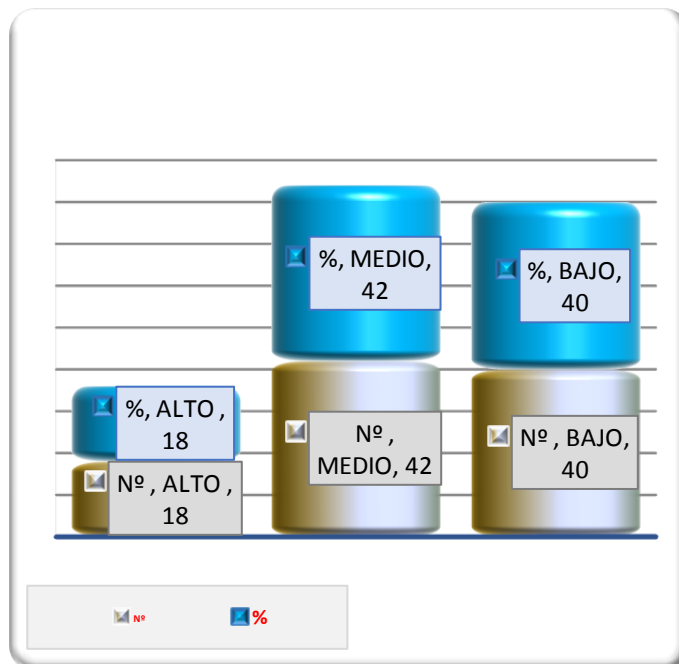 %, MEDIO,
42
%, BAJO,
40
%, ALTO ,
18
Nº ,
MEDIO, 42
Nº , BAJO,
40
Nº , ALTO ,
18
Nº
%